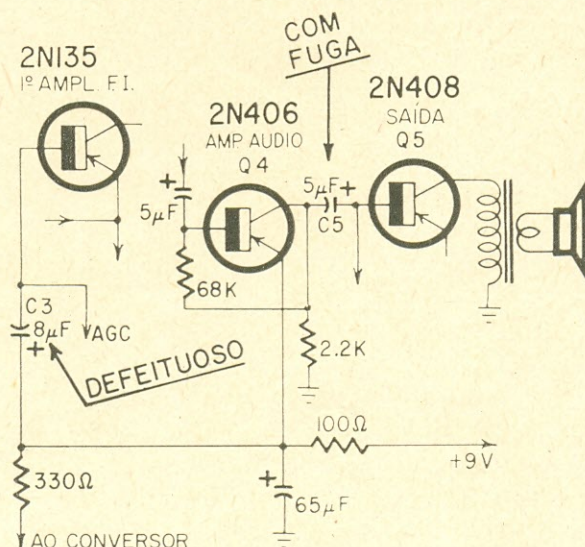 COM
FUGA
2N135
1º AMPL. F.I.
2N406
AMP AUDIO
Q4
2N408
SAÍDA
Q5
+
5μF
5μF +
C5
68K
C3
8μF
+
AGC
DEFEITUOSO
2.2K
100Ω
+9V
330Ω
+
65μF
AO CONVERSOR